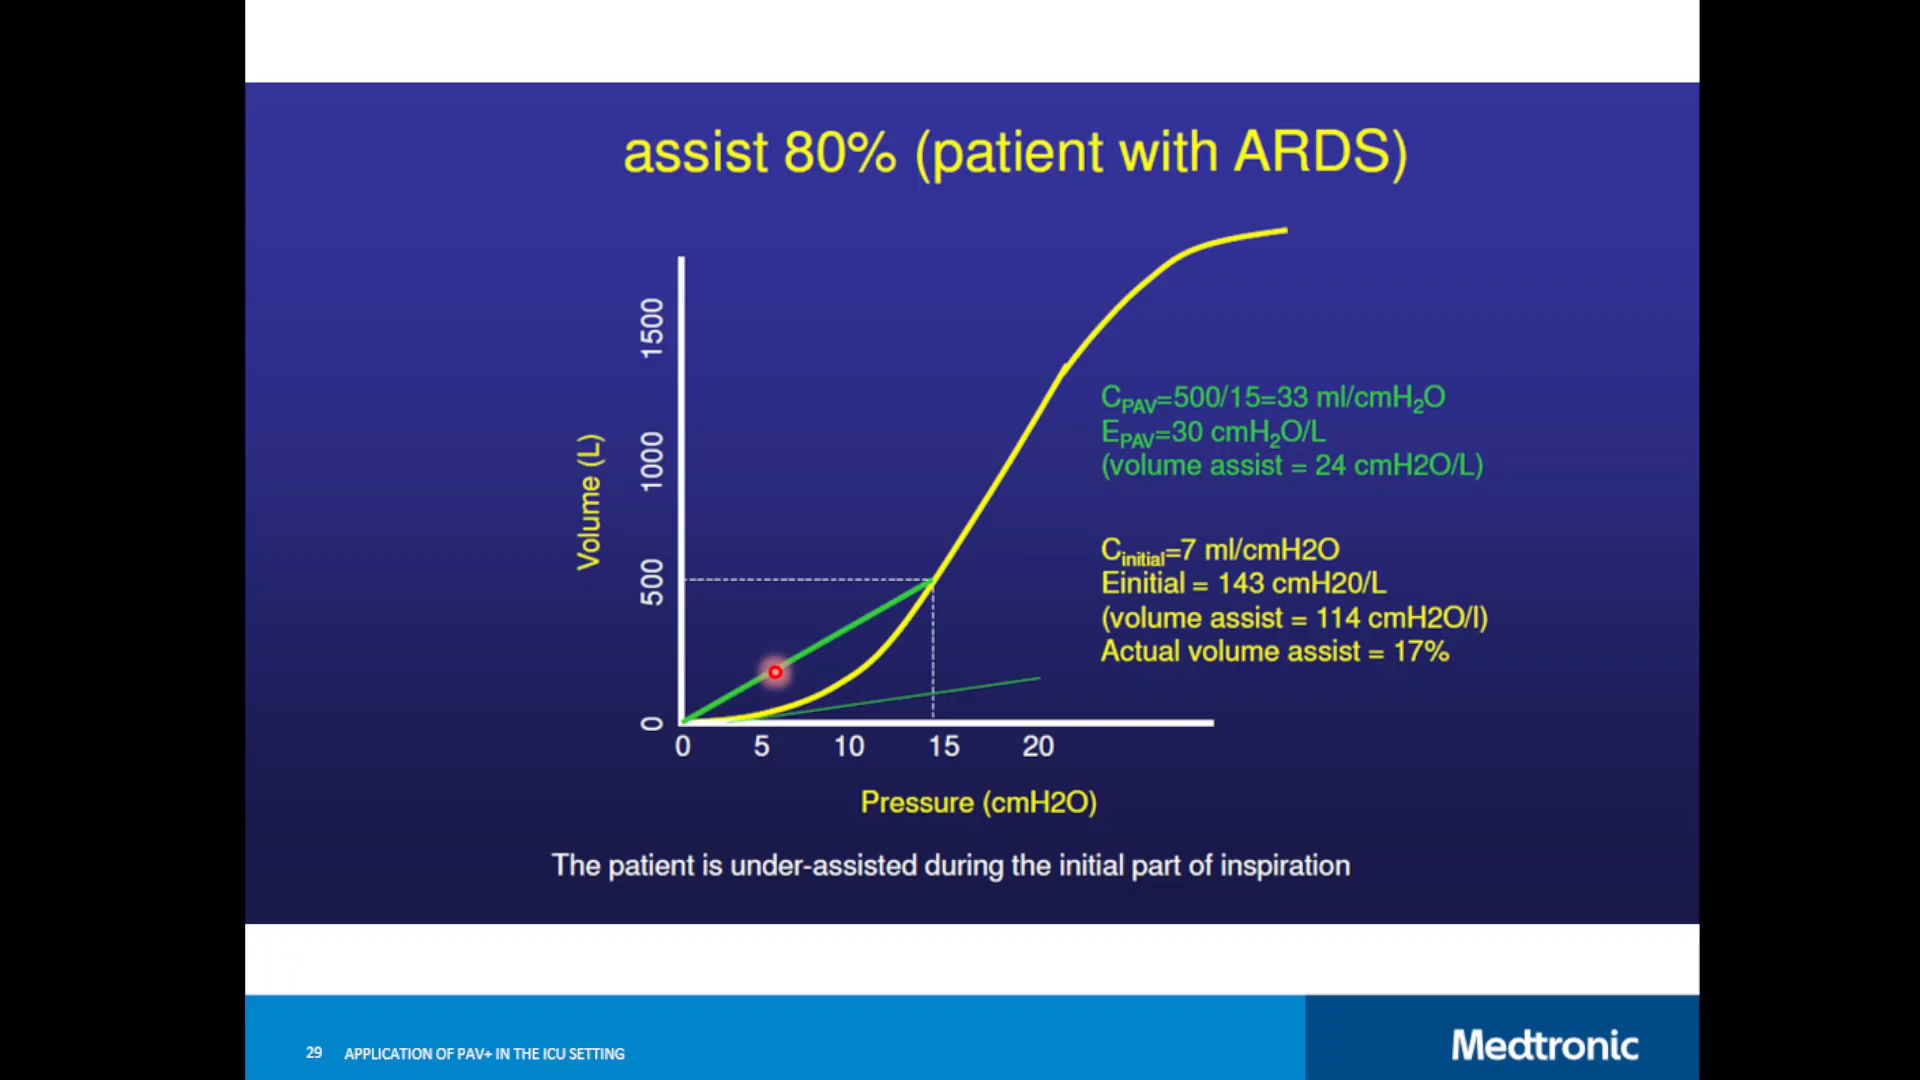 assist 80% (patient with ARDS)
1500
1000
500
0
Volume (L)
0 5 10 15 20
Pressure (cmH2O)
C_PAV=500/15=33 ml/cmH₂O
E_PAV=30 cmH₂O/L
(volume assist = 24 cmH2O/L)
C_initial=7 ml/cmH2O
Einitial = 143 cmH20/L
(volume assist = 114 cmH2O/l)
Actual volume assist = 17%
The patient is under-assisted during the initial part of inspiration
29 APPLICATION OF PAV+ IN THE ICU SETTING
Medtronic